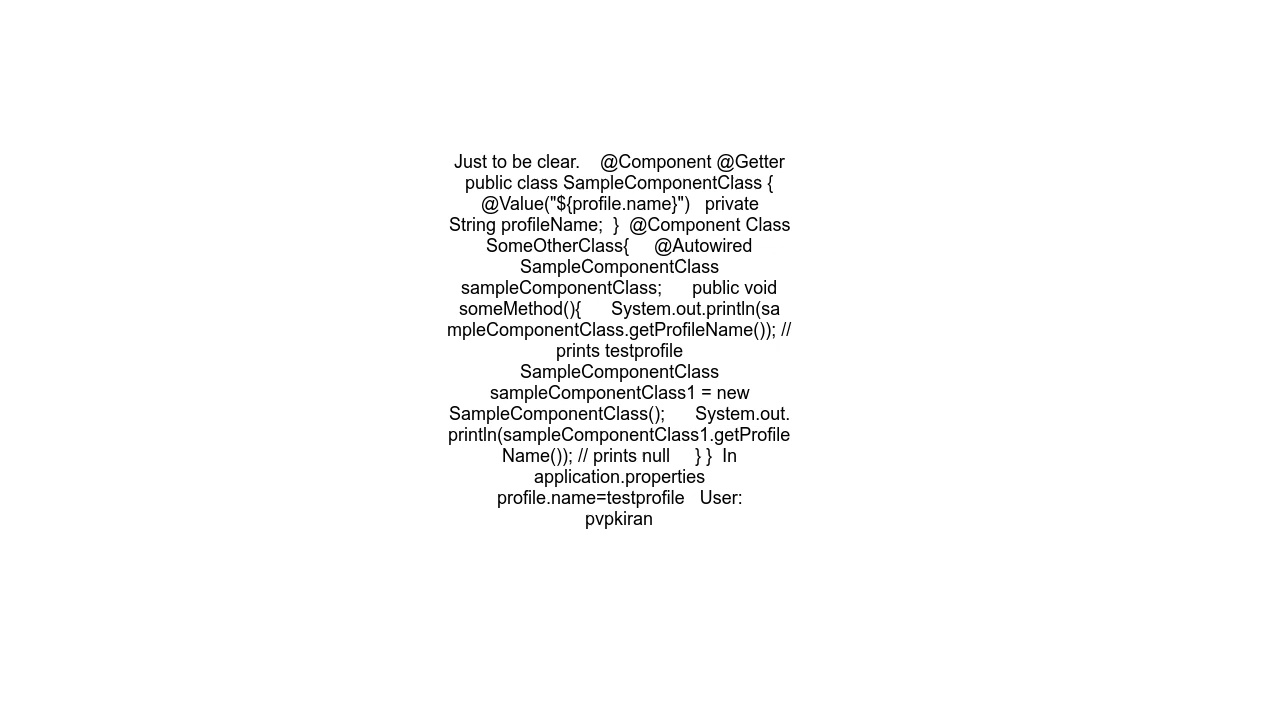 Just to be clear.    @Component @Getter
public class SampleComponentClass {
@Value("${profile.name}")   private
String profileName;  }  @Component Class
SomeOtherClass{     @Autowired
SampleComponentClass
sampleComponentClass;      public void
someMethod(){      System.out.println(sa
mpleComponentClass.getProfileName()); //
prints testprofile
SampleComponentClass
sampleComponentClass1 = new
SampleComponentClass();      System.out.
println(sampleComponentClass1.getProfile
Name()); // prints null     } }  In
application.properties
profile.name=testprofile   User:
pvpkiran